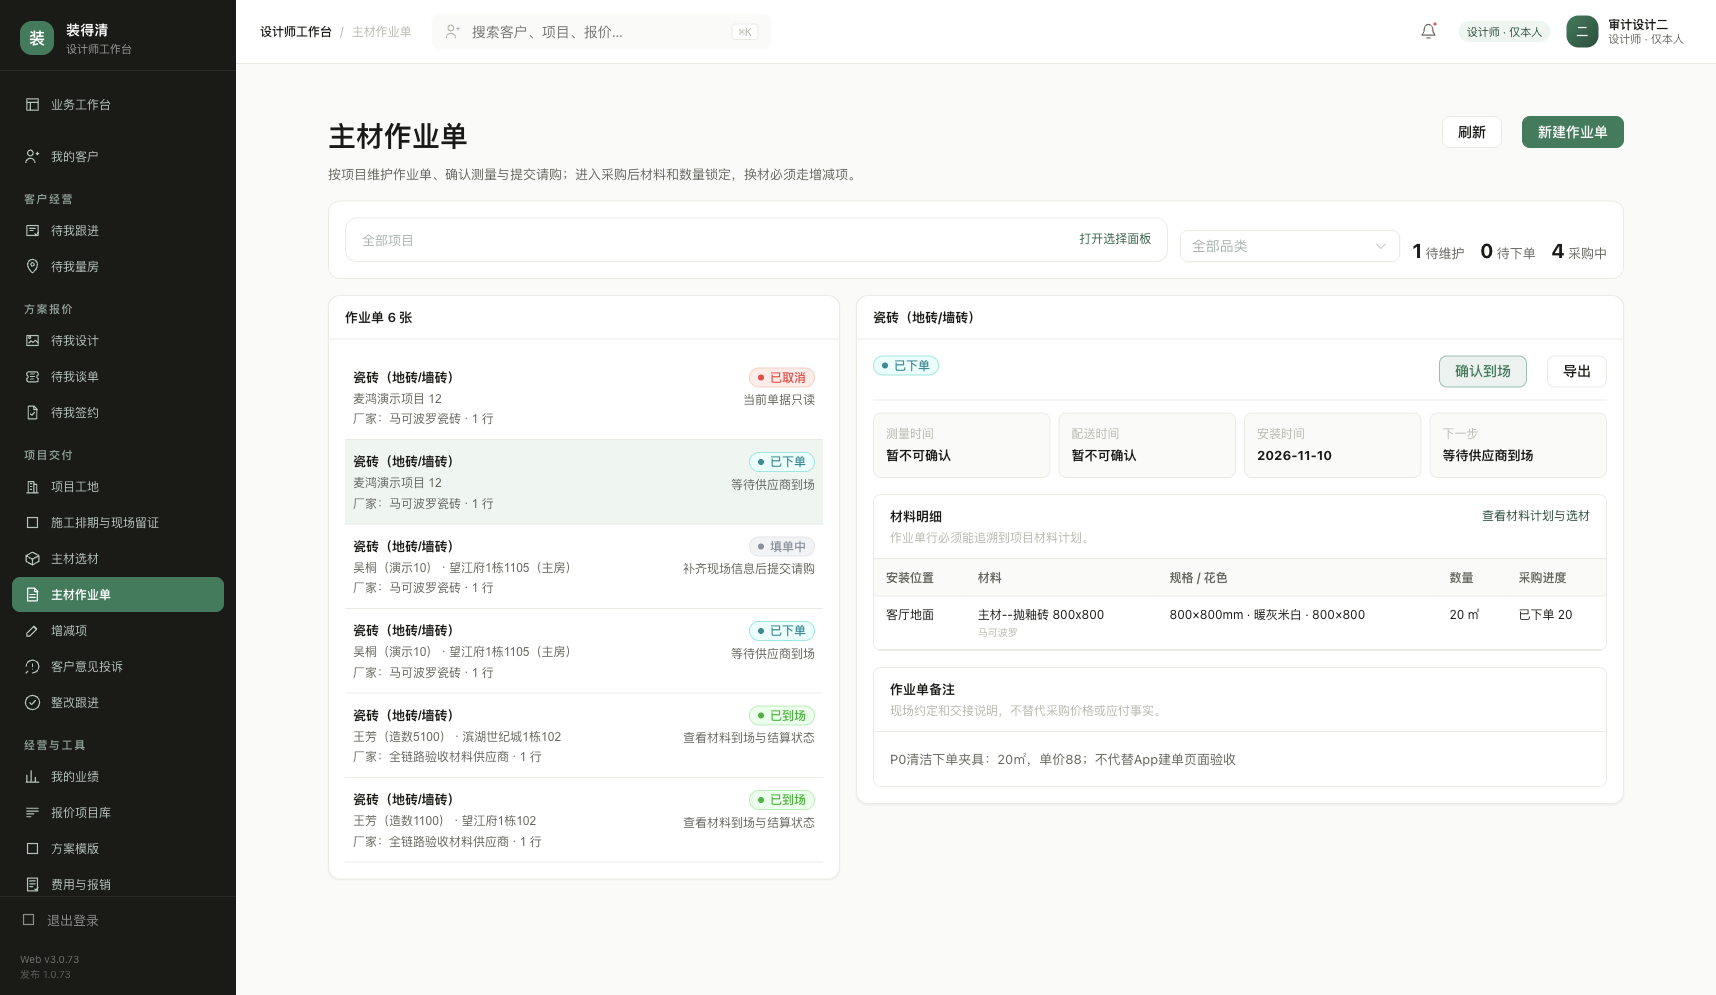 装
装得清
设计师工作台
业务工作台
我的客户
客户经营
待我跟进
待我量房
方案报价
待我设计
待我谈单
待我签约
项目交付
项目工地
施工排期与现场留证
主材选材
主材作业单
增减项
客户意见投诉
整改跟进
经营与工具
我的业绩
报价项目库
方案模版
费用与报销
退出登录
Web v3.0.73
发布 1.0.73
设计师工作台 / 主材作业单
搜索客户、项目、报价...
⌘K
设计师 · 仅本人
二
审计设计二
设计师 · 仅本人
主材作业单
刷新
新建作业单
按项目维护作业单、确认测量与提交请购；进入采购后材料和数量锁定，换材必须走增减项。
全部项目
打开选择面板
全部品类
1 待维护
0 待下单
4 采购中
作业单 6 张
瓷砖（地砖/墙砖）
已取消
麦鸿演示项目 12
当前单据只读
厂家：马可波罗瓷砖 · 1 行
瓷砖（地砖/墙砖）
已下单
麦鸿演示项目 12
等待供应商到场
厂家：马可波罗瓷砖 · 1 行
瓷砖（地砖/墙砖）
填单中
吴桐（演示10） · 望江府1栋1105（主房）
补齐现场信息后提交请购
厂家：马可波罗瓷砖 · 1 行
瓷砖（地砖/墙砖）
已下单
吴桐（演示10） · 望江府1栋1105（主房）
等待供应商到场
厂家：马可波罗瓷砖 · 1 行
瓷砖（地砖/墙砖）
已到场
王芳（造数5100） · 滨湖世纪城1栋102
查看材料到场与结算状态
厂家：全链路验收材料供应商 · 1 行
瓷砖（地砖/墙砖）
已到场
王芳（造数1100） · 望江府1栋102
查看材料到场与结算状态
厂家：全链路验收材料供应商 · 1 行
瓷砖（地砖/墙砖）
已下单
确认到场
导出
测量时间
暂不可确认
配送时间
暂不可确认
安装时间
2026-11-10
下一步
等待供应商到场
材料明细
查看材料计划与选材
作业单行必须能追溯到项目材料计划。
安装位置 材料 规格 / 花色 数量 采购进度
客厅地面 主材--抛釉砖 800x800 800×800mm · 暖灰米白 · 800×800 20 ㎡ 已下单 20
马可波罗
作业单备注
现场约定和交接说明，不替代采购价格或应付事实。
P0清洁下单夹具：20㎡，单价88；不代替App建单页面验收